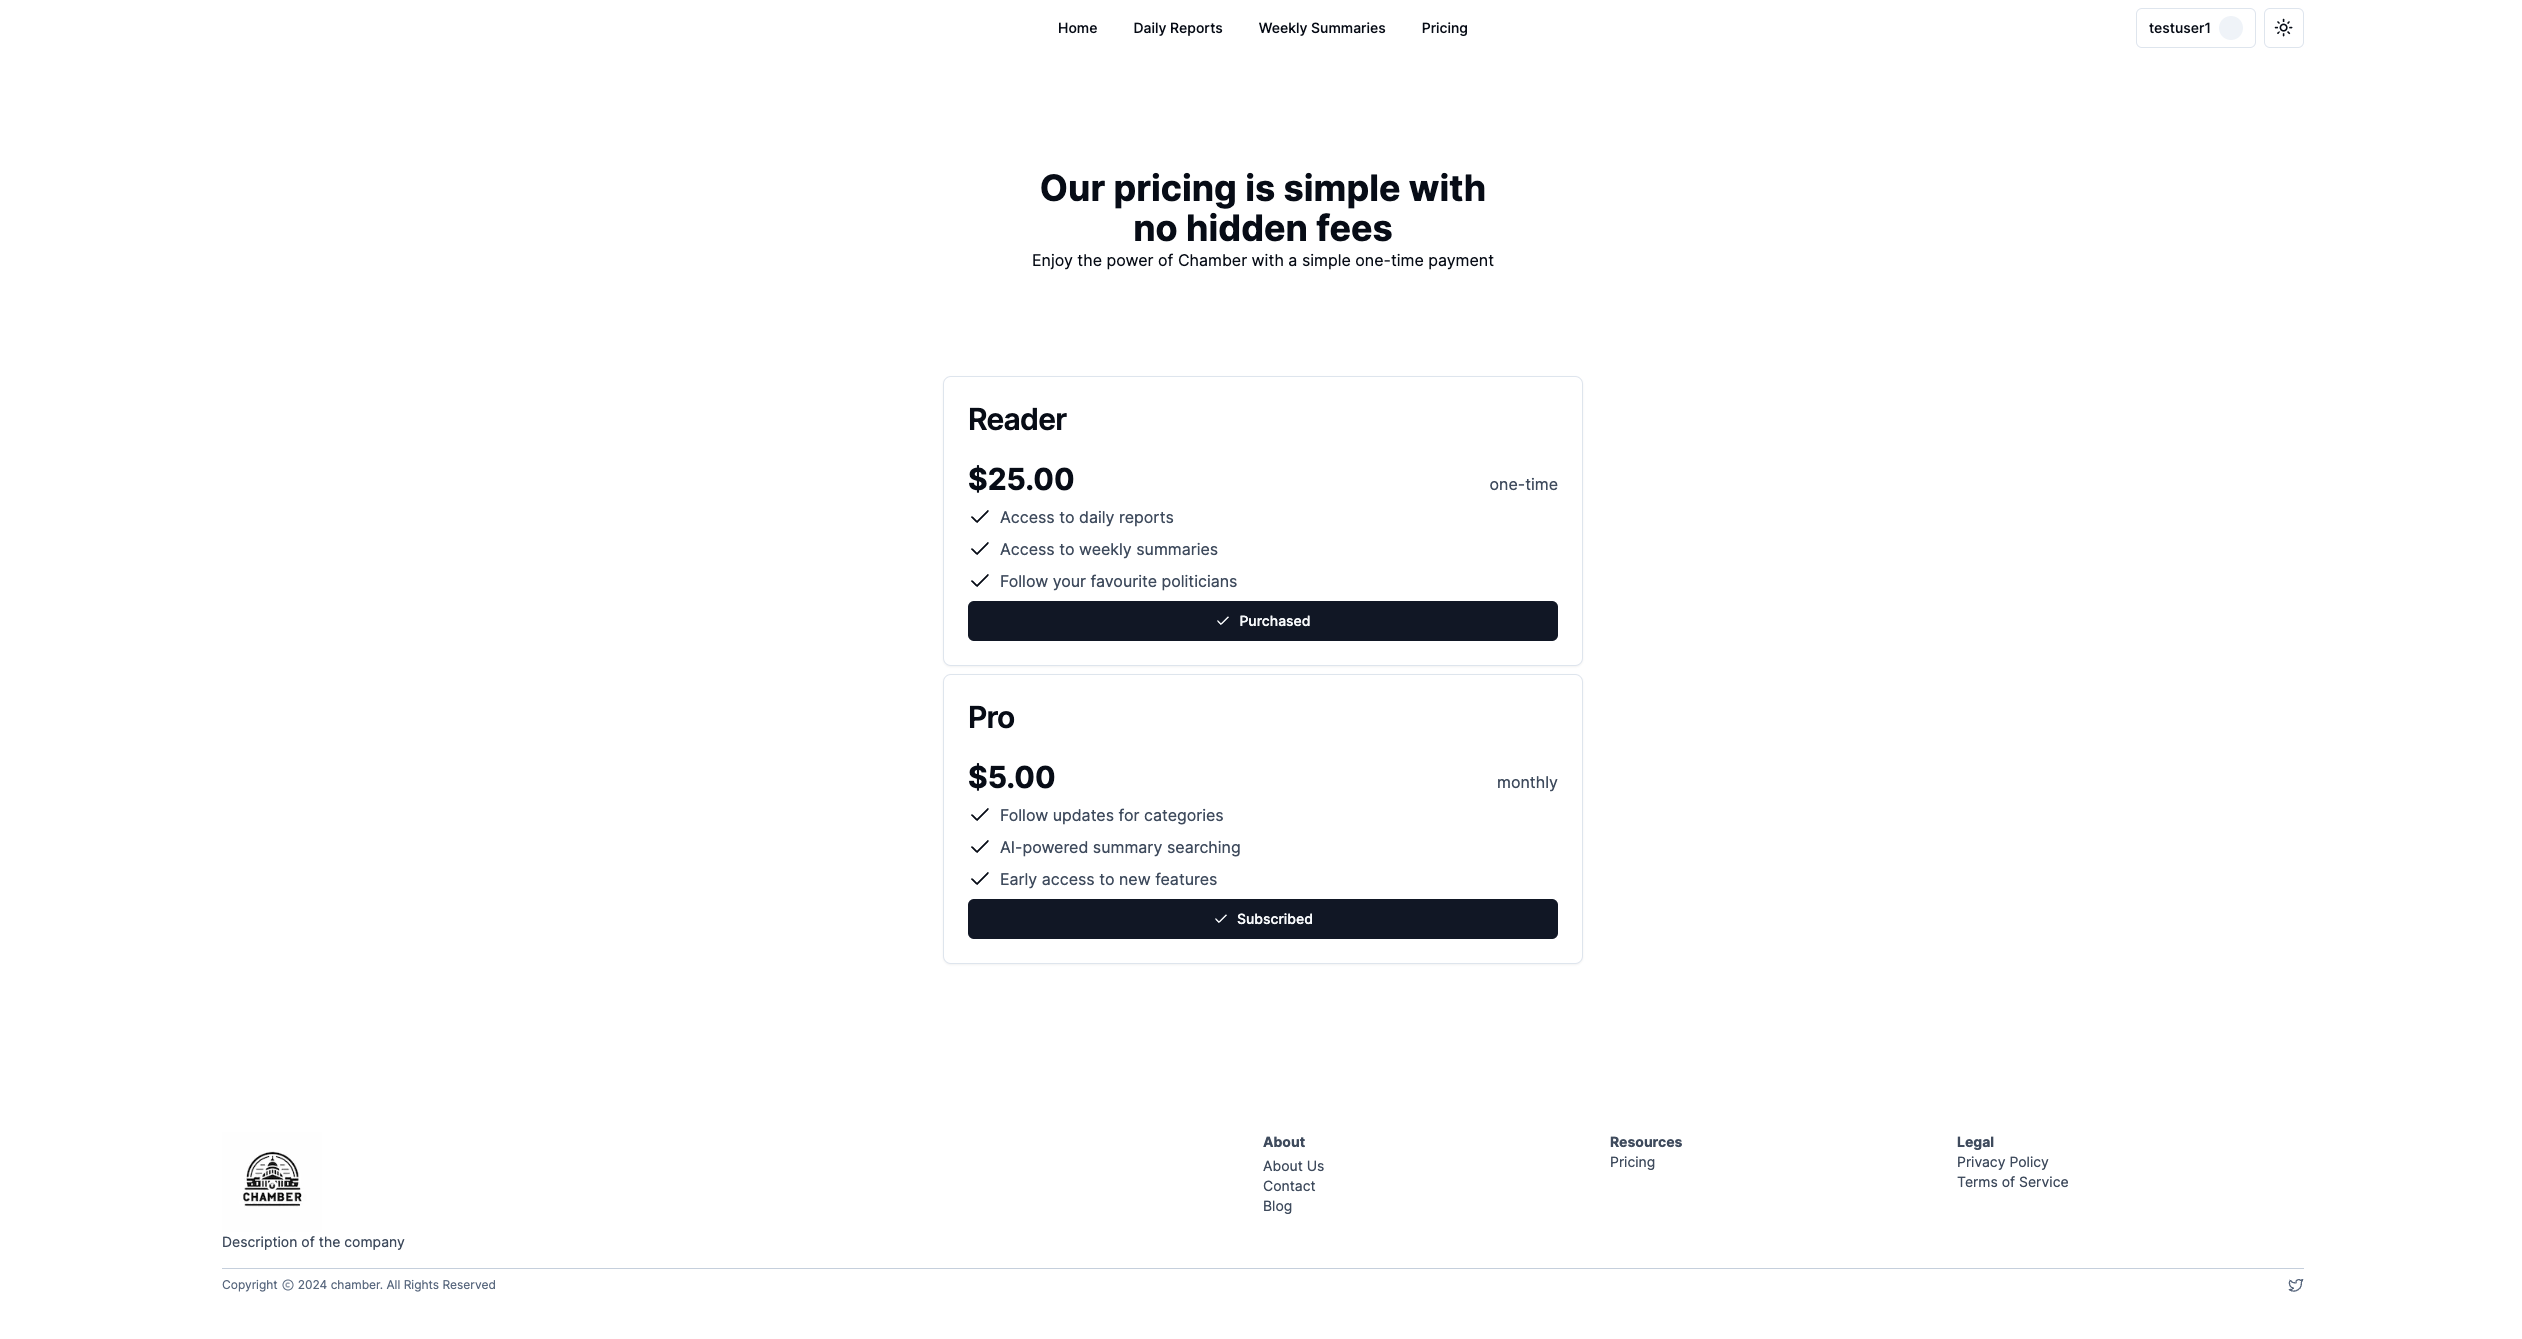 Home
Daily Reports
Weekly Summaries
Pricing
testuser1
Our pricing is simple with
no hidden fees
Enjoy the power of Chamber with a simple one-time payment
Reader
$25.00
one-time
Access to daily reports
Access to weekly summaries
Follow your favourite politicians
Purchased
Pro
$5.00
monthly
Follow updates for categories
AI-powered summary searching
Early access to new features
Subscribed
CHAMBER
Description of the company
About
About Us
Contact
Blog
Resources
Pricing
Legal
Privacy Policy
Terms of Service
Copyright © 2024 chamber. All Rights Reserved